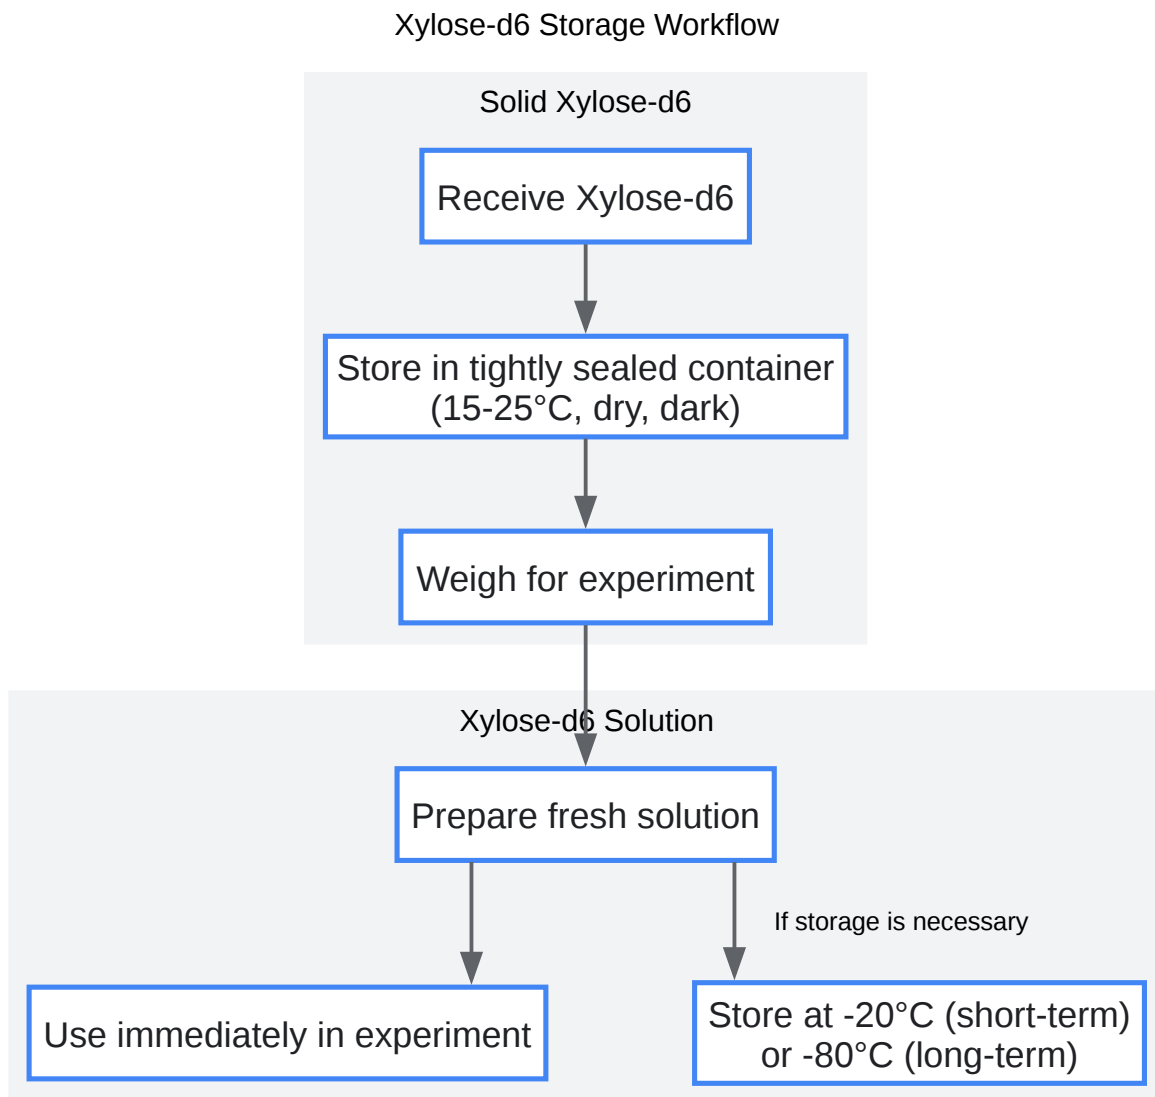 Xylose-d6 Storage Workflow
Solid Xylose-d6
Receive Xylose-d6
Store in tightly sealed container
(15-25°C, dry, dark)
Weigh for experiment
Xylose-d6 Solution
Prepare fresh solution
If storage is necessary
Use immediately in experiment
Store at -20°C (short-term)
or -80°C (long-term)